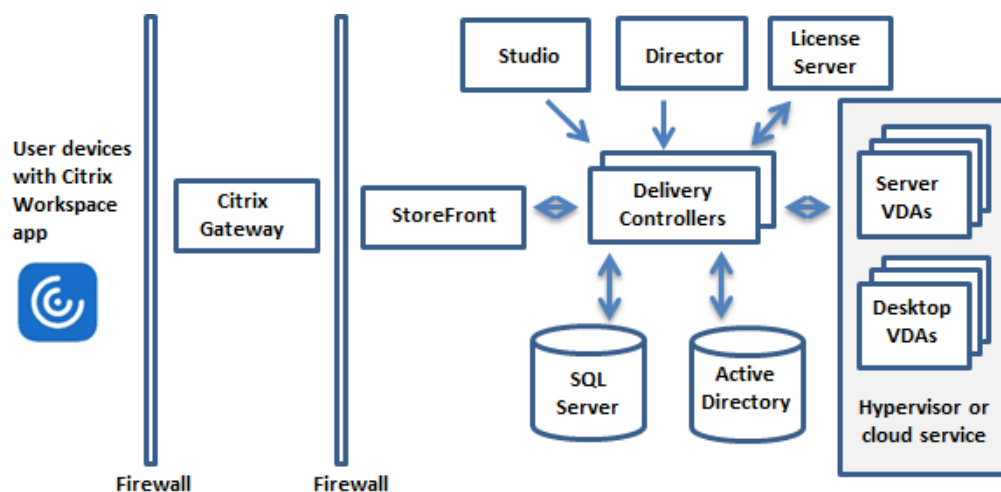 User devices
with Citrix
Workspace
app
Firewall
Citrix
Gateway
Firewall
StoreFront
Studio
Director
License
Server
Delivery
Controllers
SQL
Server
Active
Directory
Server
VDAs
Desktop
VDAs
Hypervisor or
cloud service